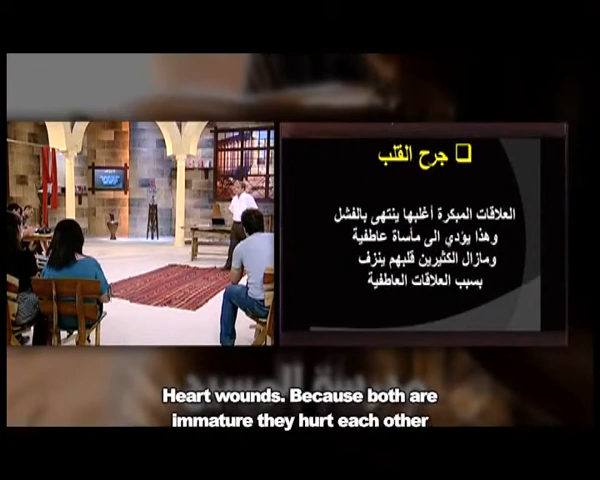 جرح القلب
العلاقات المبكرة أغلبها ينتهى بالفشل
وهذا يؤدي الى مأساة عاطفية
ومازال الكثيرين قلبهم ينزف
بسبب العلاقات العاطفية
Heart wounds. Because both are
immature they hurt each other